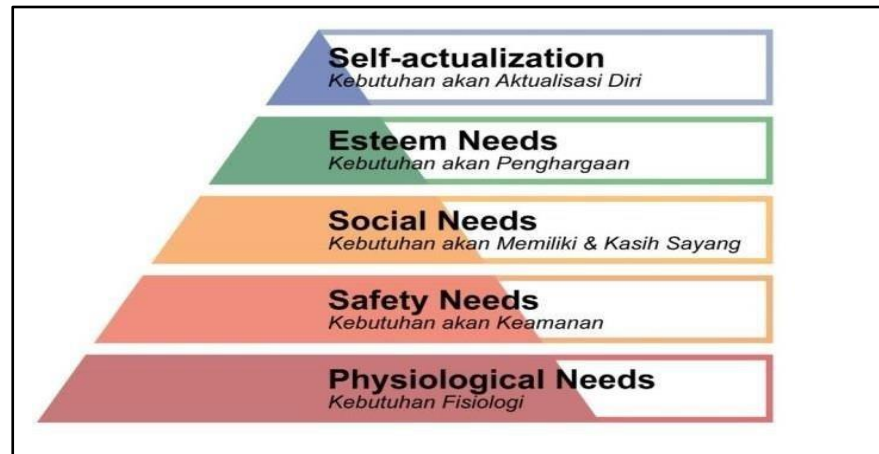 Self-actualization
Kebutuhan akan Aktualisasi Diri
Esteem Needs
Kebutuhan akan Penghargaan
Social Needs
Kebutuhan akan Memiliki & Kasih Sayang
Safety Needs
Kebutuhan akan Keamanan
Physiological Needs
Kebutuhan Fisiologi